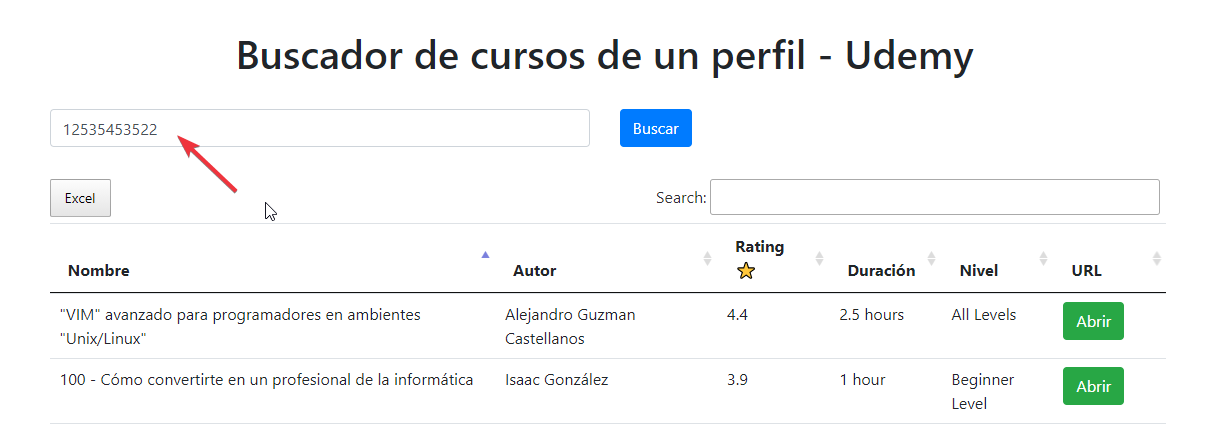 Buscador de cursos de un perfil - Udemy
12535453522
Buscar
Excel
Search:
Nombre
Autor
Rating
Duración
Nivel
URL
"VIM" avanzado para programadores en ambientes
"Unix/Linux"
Alejandro Guzman
Castellanos
4.4
2.5 hours
All Levels
Abrir
100 - Cómo convertirte en un profesional de la informática
Isaac González
3.9
1 hour
Beginner
Level
Abrir